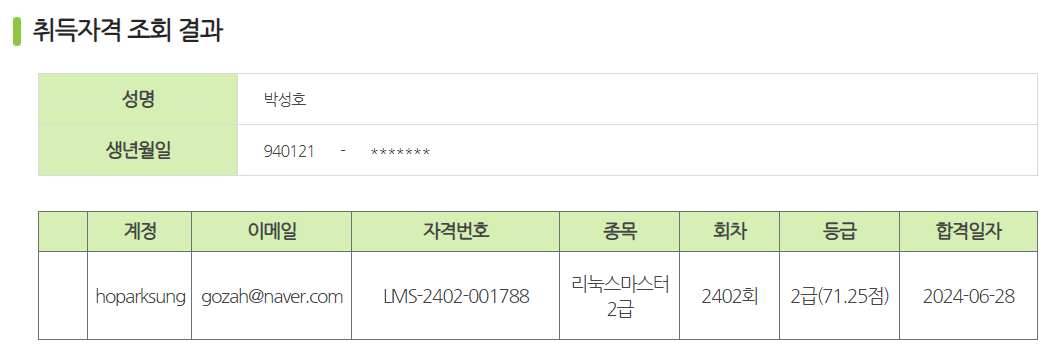 취득자격 조회 결과
성명 박성호
생년월일 940121 - *******
계정 이메일 자격번호 종목 회차 등급 합격일자
hoparksung gozah@naver.com LMS-2402-001788 리눅스마스터 2402회 2급(71.25점) 2024-06-28
2급